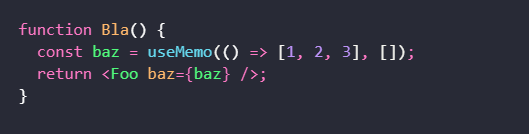 function Bla() {
  const baz = useMemo(() => [1, 2, 3], []);
  return <Foo baz={baz} />;
}